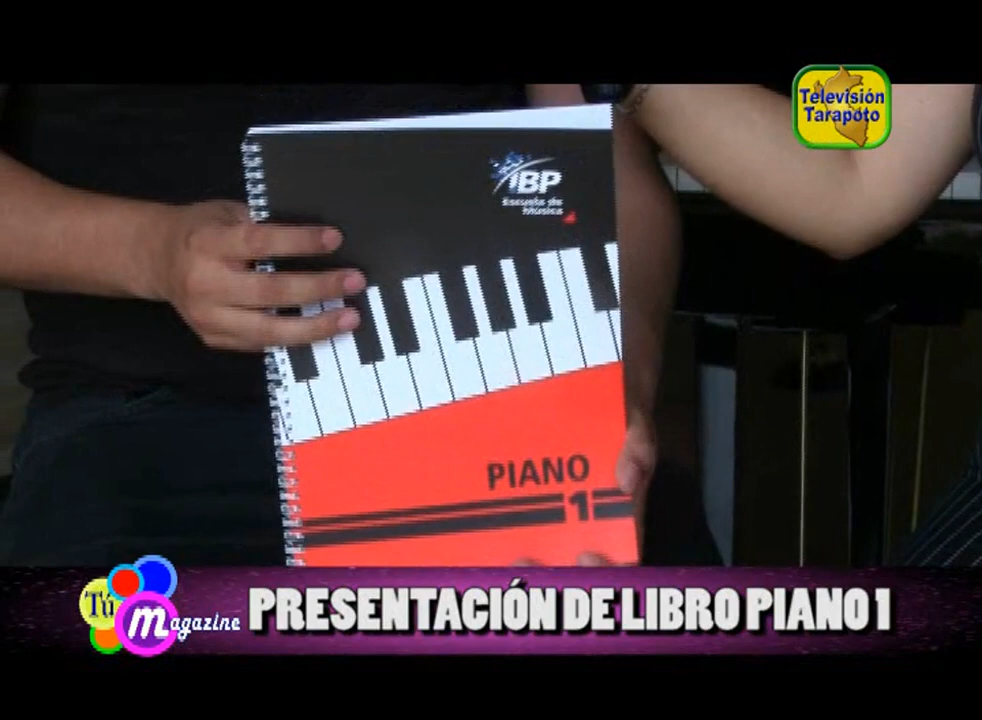 Televisión
Tarapoto
IBP
Escuela de
Música
PIANO
1
Tú
Magazine
PRESENTACIÓN DE LIBRO PIANO 1